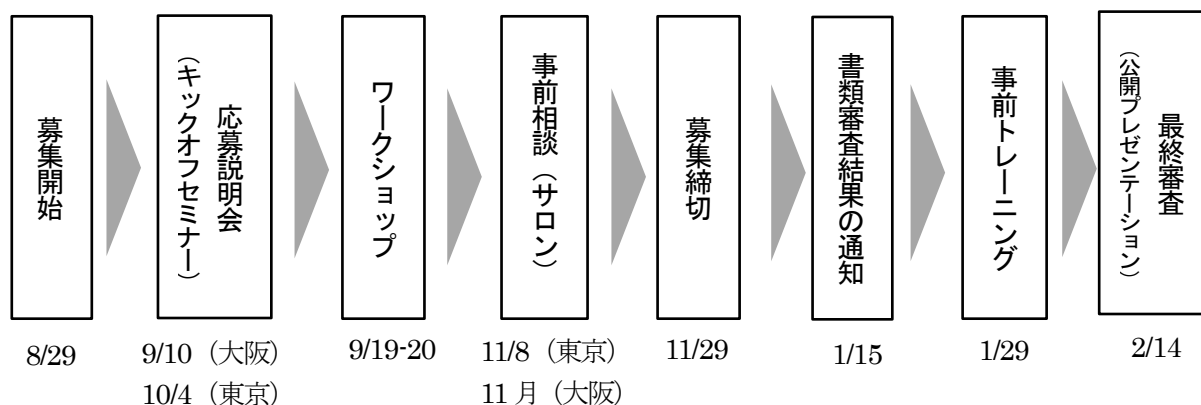 募集開始
応募説明会
（キックオフセミナー）
ワークショップ
事前相談（サロン）
募集締切
書類審査結果の通知
事前トレーニング
最終審査
（公開プレゼンテーション）
8/29
9/10（大阪）
10/4（東京）
9/19-20
11/8（東京）
11月（大阪）
11/29
1/15
1/29
2/14